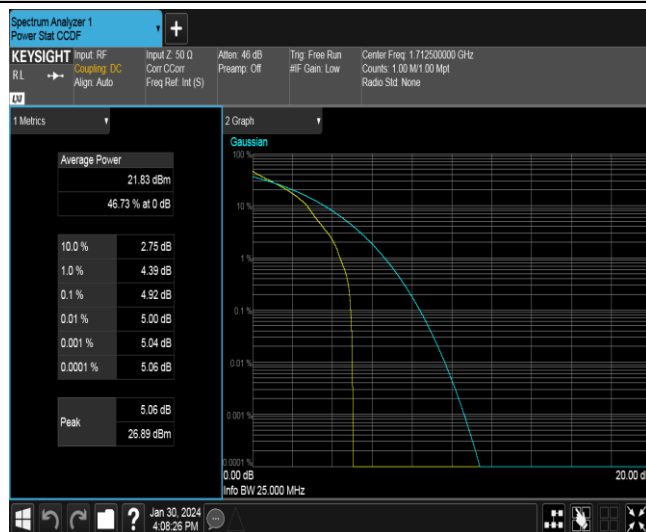 Spectrum Analyzer 1
Power Stat CCDF
KEYSIGHT
RL
LXI
Input: RF
Coupling: DC
Align: Auto
Input Z: 50 Ω
Corr CCorr
Freq Ref: Int (S)
Atten: 46 dB
Preamp: Off
Trig: Free Run
#IF Gain: Low
Center Freq: 1.712500000 GHz
Counts: 1.00 M/1.00 Mpt
Radio Std: None
1 Metrics
Average Power
21.83 dBm
46.73 % at 0 dB
10.0 % 2.75 dB
1.0 % 4.39 dB
0.1 % 4.92 dB
0.01 % 5.00 dB
0.001 % 5.04 dB
0.0001 % 5.06 dB
Peak
5.06 dB
26.89 dBm
2 Graph
Gaussian
100 %
10 %
1 %
0.1 %
0.01 %
0.001 %
0.0001 %
0.00 dB
20.00 d
Info BW 25.000 MHz
?
Jan 30, 2024
4:08:26 PM